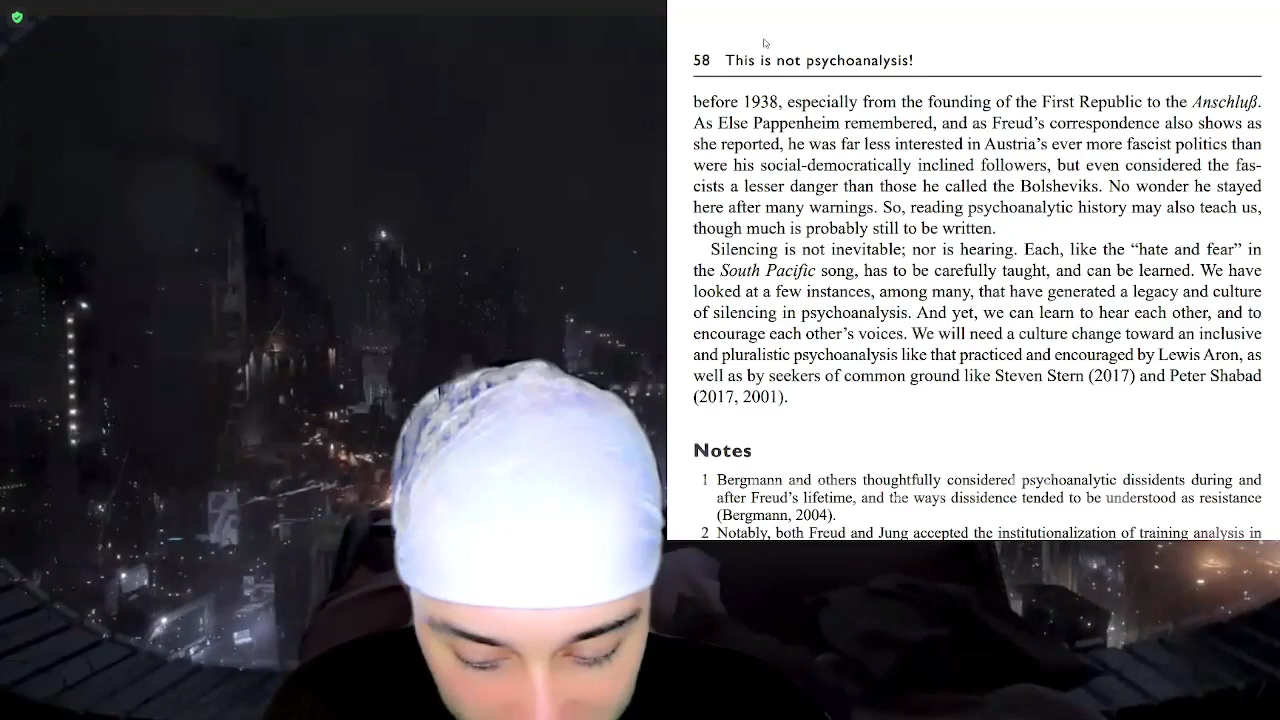 58 This is not psychoanalysis!
before 1938, especially from the founding of the First Republic to the Anschluß.
As Else Pappenheim remembered, and as Freud’s correspondence also shows as
she reported, he was far less interested in Austria’s ever more fascist politics than
were his social-democratically inclined followers, but even considered the fas-
cists a lesser danger than those he called the Bolsheviks. No wonder he stayed
here after many warnings. So, reading psychoanalytic history may also teach us,
though much is probably still to be written.
Silencing is not inevitable; nor is hearing. Each, like the “hate and fear” in
the South Pacific song, has to be carefully taught, and can be learned. We have
looked at a few instances, among many, that have generated a legacy and culture
of silencing in psychoanalysis. And yet, we can learn to hear each other, and to
encourage each other’s voices. We will need a culture change toward an inclusive
and pluralistic psychoanalysis like that practiced and encouraged by Lewis Aron, as
well as by seekers of common ground like Steven Stern (2017) and Peter Shabad
(2017, 2001).
Notes
1 Bergmann and others thoughtfully considered psychoanalytic dissidents during and
after Freud’s lifetime, and the ways dissidence tended to be understood as resistance
(Bergmann, 2004).
2 Notably, both Freud and Jung accepted the institutionalization of training analysis in